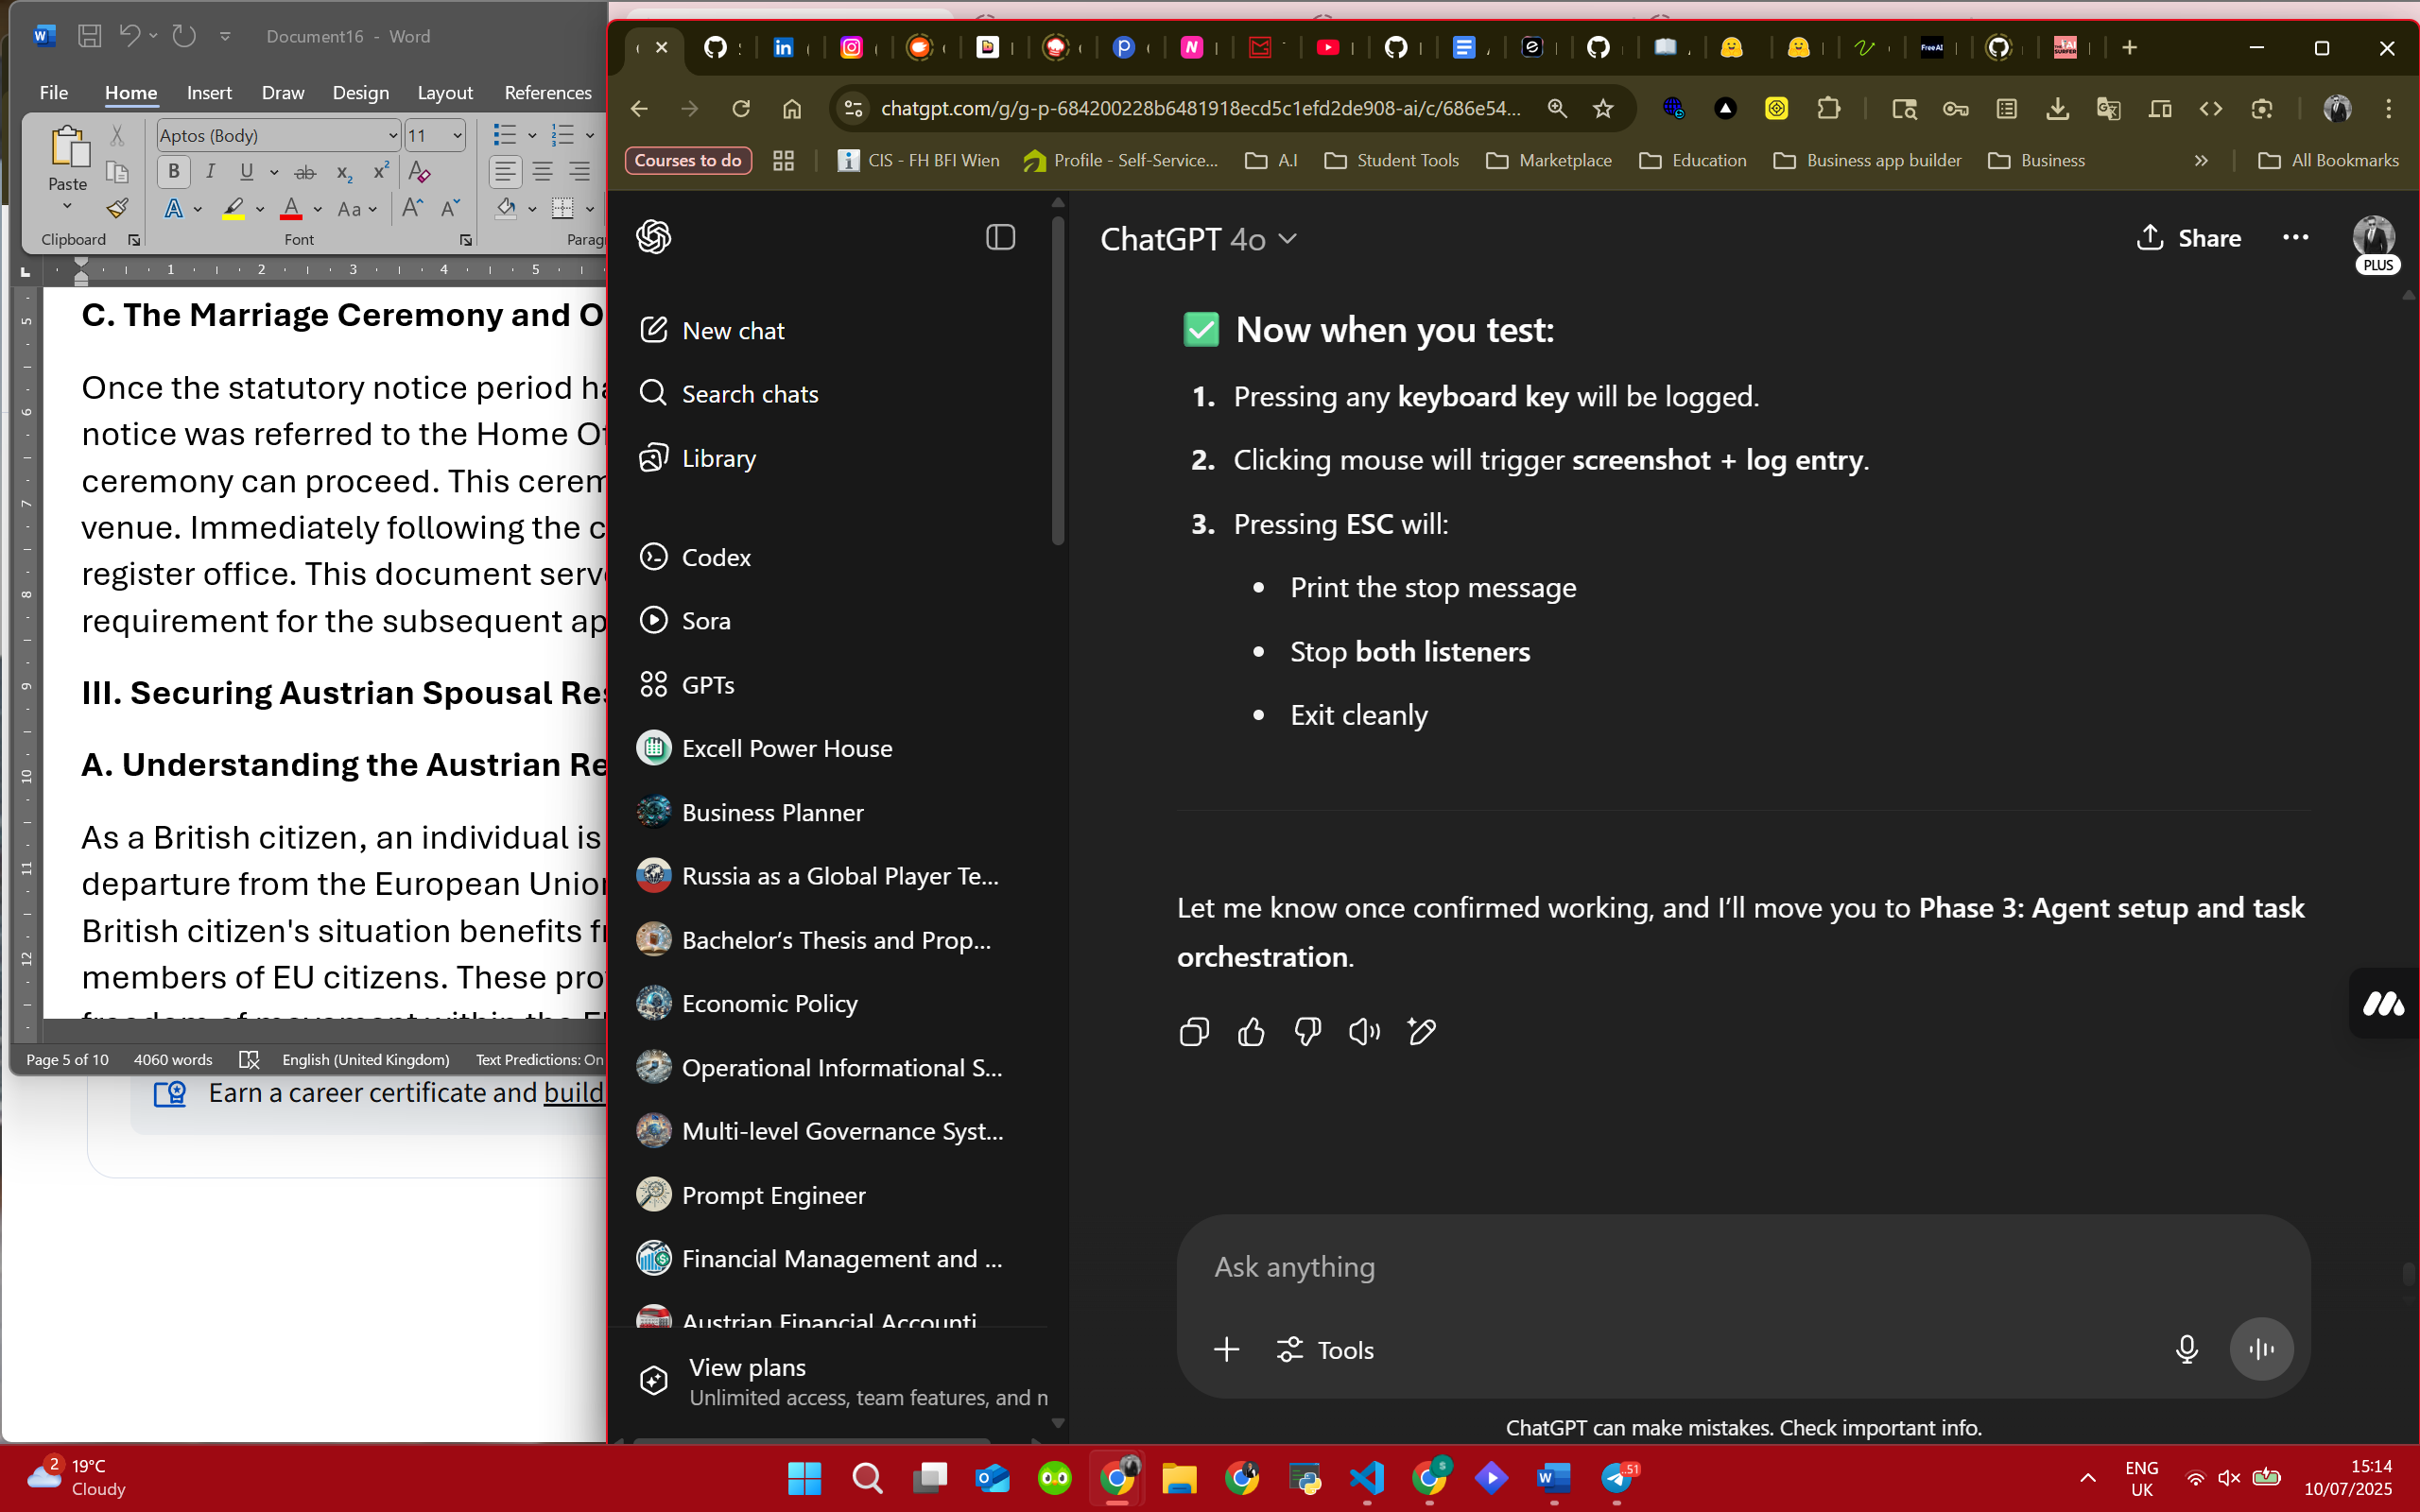 Document16 - Word
File Home Insert Draw Design Layout References
Aptos (Body) 11
Paste
Clipboard Font
C. The Marriage Ceremony and O
Once the statutory notice period
notice was referred to the Home
ceremony can proceed. This
venue. Immediately following the
register office. This document
requirement for the subsequent
III. Securing Austrian Spousal
A. Understanding the Austrian
As a British citizen, an individual is
departure from the European
British citizen's situation benefits
members of EU citizens. These
Page 5 of 10 4060 words English (United Kingdom) Text Predictions: On
Earn a career certificate and build
chatgpt.com/g/g-p-684200228b6481918ecd5c1efd2de908-ai/c/686e54...
Courses to do CIS - FH BFI Wien Profile - Self-Service... A.I Student Tools Marketplace Education Business app builder Business » All Bookmarks
New chat
Search chats
Library
Codex
Sora
GPTs
Excell Power House
Business Planner
Russia as a Global Player Te...
Bachelor’s Thesis and Prop...
Economic Policy
Operational Informational S...
Multi-level Governance Syst...
Prompt Engineer
Financial Management and ...
Austrian Financial Accounti
View plans
Unlimited access, team features, and
ChatGPT 4o
Share
PLUS
✅ Now when you test:
1. Pressing any keyboard key will be logged.
2. Clicking mouse will trigger screenshot + log entry.
3. Pressing ESC will:
• Print the stop message
• Stop both listeners
• Exit cleanly
Let me know once confirmed working, and I’ll move you to Phase 3: Agent setup and task
orchestration.
Ask anything
Tools
ChatGPT can make mistakes. Check important info.
2 19°C
Cloudy
ENG
UK
15:14
10/07/2025